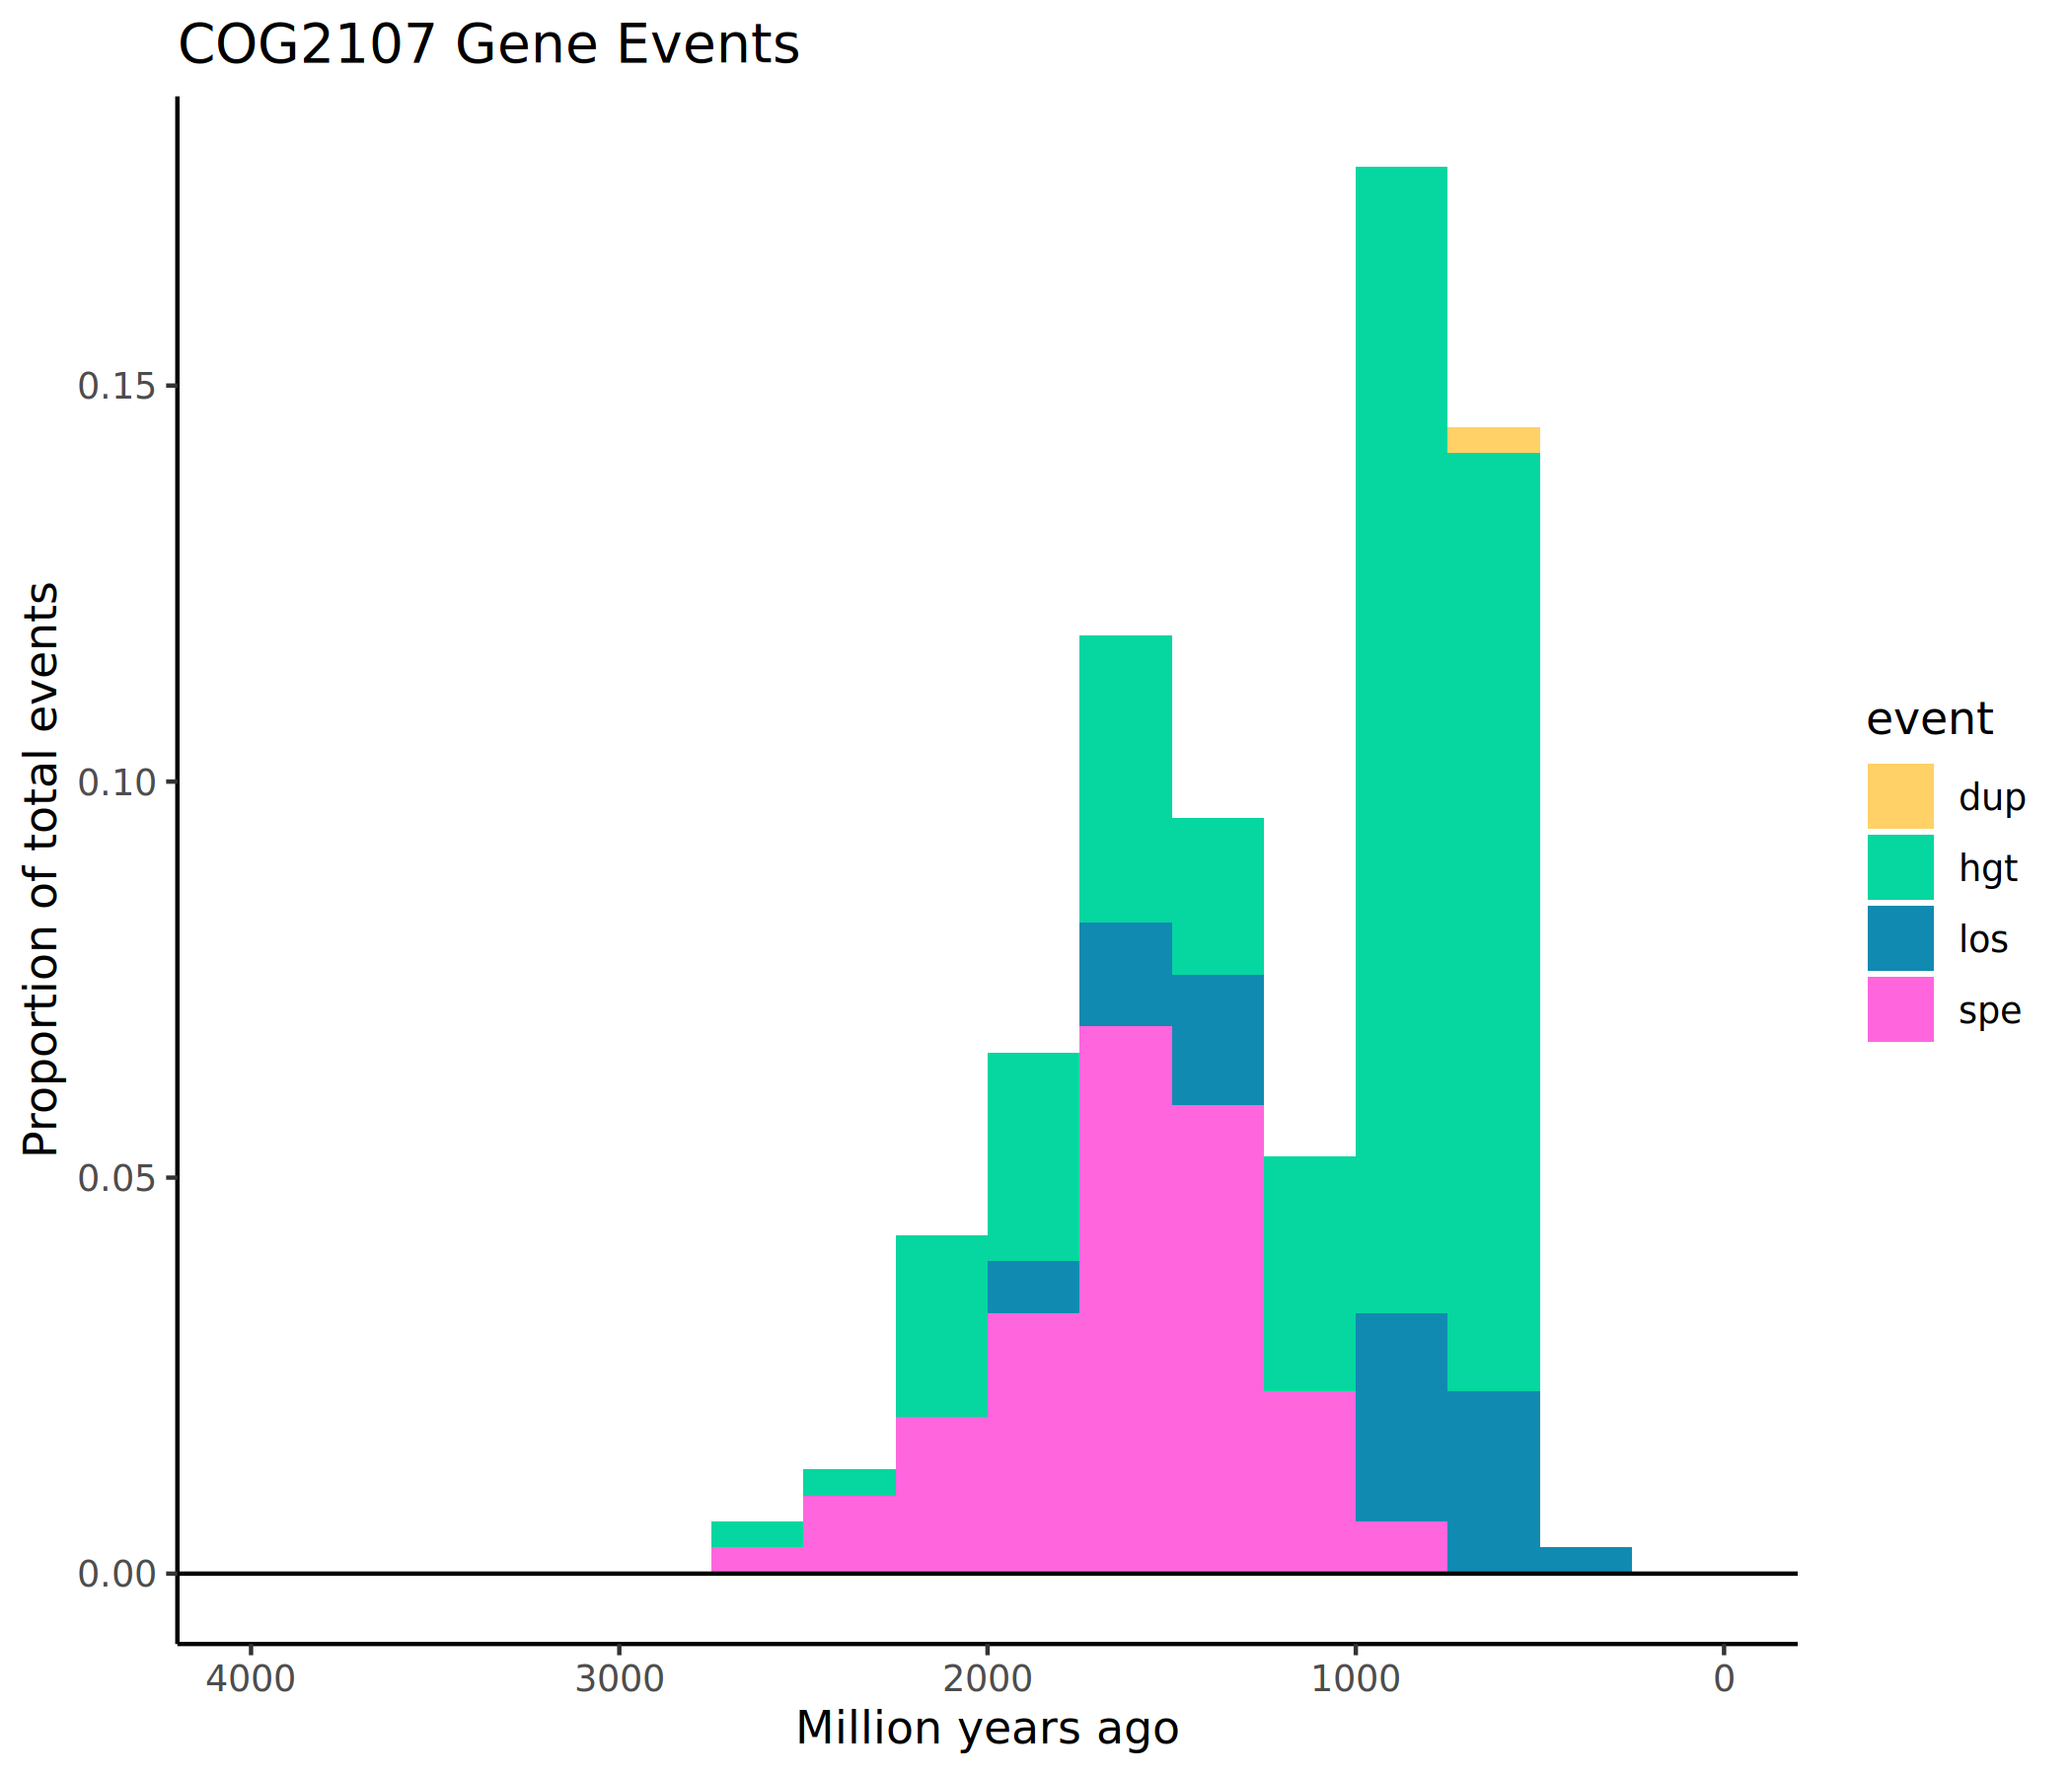 COG2107 Gene Events
Proportion of total events
0.15
0.10
0.05
0.00
4000 3000 2000 1000 0
Million years ago
event
dup
hgt
los
spe